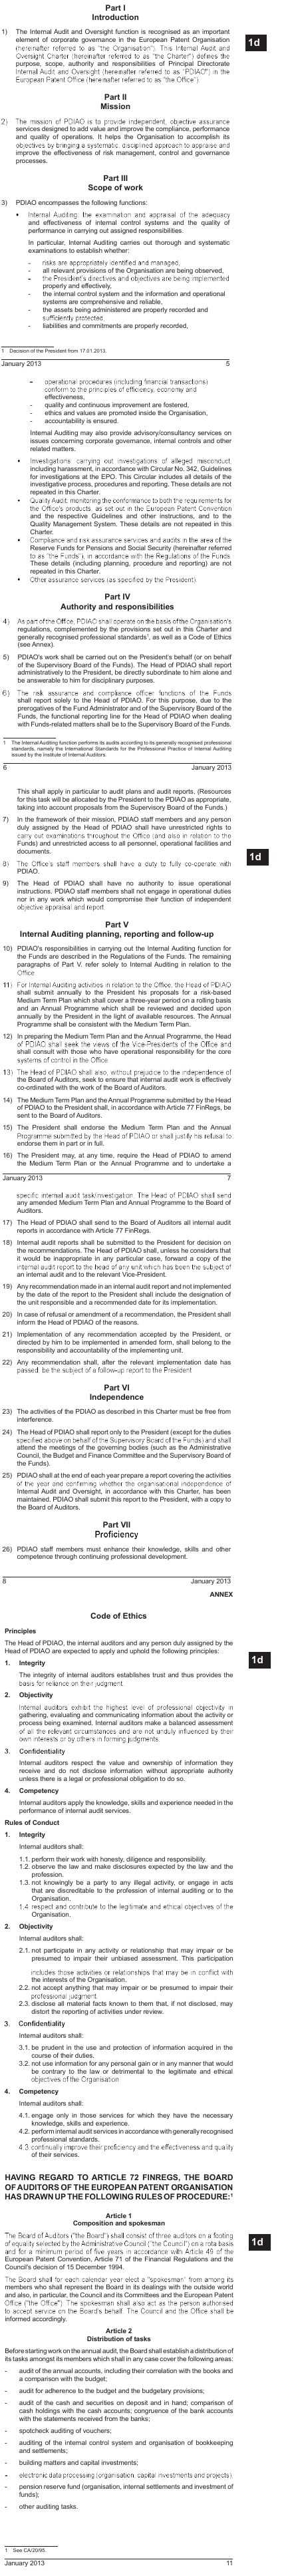 Part I
Introduction
1) The Internal Audit and Oversight function is recognised as an important
element of corporate governance in the European Patent Organisation
(hereinafter referred to as "the Organisation"). This Internal Audit and
Oversight Charter (hereinafter referred to as "the Charter") defines the
purpose, scope, authority and responsibilities of Principal Directorate
Internal Audit and Oversight (hereinafter referred to as "PDIAO") in the
European Patent Office (hereinafter referred to as "the Office").
1d
Part II
Mission
2) The mission of PDIAO is to provide independent, objective assurance
services designed to add value and improve the compliance, performance
and quality of operations. It helps the Organisation to accomplish its
objectives by bringing a systematic, disciplined approach to appraise and
improve the effectiveness of risk management, control and governance
processes.
Part III
Scope of work
3) PDIAO encompasses the following functions:
• Internal Auditing: the examination and appraisal of the adequacy
and effectiveness of internal control systems and the quality of
performance in carrying out assigned responsibilities.
In particular, Internal Auditing carries out thorough and systematic
examinations to establish whether:
- risks are appropriately identified and managed,
- all relevant provisions of the Organisation are being observed,
- the President's directives and objectives are being implemented
properly and effectively,
- the internal control system and the information and operational
systems are comprehensive and reliable,
- the assets being administered are properly recorded and
sufficiently protected,
- liabilities and commitments are properly recorded,
1 Decision of the President from 17.01.2013.
January 2013 5
- operational procedures (including financial transactions)
conform to the principles of efficiency, economy and
effectiveness,
- quality and continuous improvement are fostered,
- ethics and values are promoted inside the Organisation,
- accountability is ensured.
Internal Auditing may also provide advisory/consultancy services on
issues concerning corporate governance, internal controls and other
related matters.
• Investigations: carrying out investigations of alleged misconduct,
including harassment, in accordance with Circular No. 342, Guidelines
for investigations at the EPO. This Circular includes all details of the
investigative process, procedures and reporting. These details are not
repeated in this Charter.
• Quality Audit: monitoring the conformance to both the requirements for
the Office's products, as set out in the European Patent Convention
and the respective Guidelines and other instructions, and to the
Quality Management System. These details are not repeated in this
Charter.
• Compliance and risk assurance services and audits in the area of the
Reserve Funds for Pensions and Social Security (hereinafter referred
to as "the Funds"), in accordance with the Regulations of the Funds.
These details (including planning, procedure and reporting) are not
repeated in this Charter.
• Other assurance services (as specified by the President).
Part IV
Authority and responsibilities
4) As part of the Office, PDIAO shall operate on the basis of the Organisation's
regulations, complemented by the provisions set out in this Charter and
generally recognised professional standards1, as well as a Code of Ethics
(see Annex).
5) PDIAO's work shall be carried out on the President's behalf (or on behalf
of the Supervisory Board of the Funds). The Head of PDIAO shall report
administratively to the President, be directly subordinate to him alone and
be answerable to him for disciplinary purposes.
6) The risk assurance and compliance officer functions of the Funds
shall report solely to the Head of PDIAO. For this purpose, due to the
prerogatives of the Fund Administrator and of the Supervisory Board of the
Funds, the functional reporting line for the Head of PDIAO when dealing
with Funds-related matters shall be to the Supervisory Board of the Funds.
1 The Internal Auditing function performs its audits according to its generally recognised professional
standards, namely the International Standards for the Professional Practice of Internal Auditing
issued by the Institute of Internal Auditors.
6 January 2013
This shall apply in particular to audit plans and audit reports. (Resources
for this task will be allocated by the President to the PDIAO as appropriate,
taking into account proposals from the Supervisory Board of the Funds.)
7) In the framework of their mission, PDIAO staff members and any person
duly assigned by the Head of PDIAO shall have unrestricted rights to
carry out examinations throughout the Office (and also in relation to the
Funds) and unrestricted access to all personnel, operational facilities and
documents.
1d
8) The Office's staff members shall have a duty to fully co-operate with
PDIAO.
9) The Head of PDIAO shall have no authority to issue operational
instructions. PDIAO staff members shall not engage in operational duties
nor in any work which would compromise their function of independent
objective appraisal and report.
Part V
Internal Auditing planning, reporting and follow-up
10) PDIAO's responsibilities in carrying out the Internal Auditing function for
the Funds are described in the Regulations of the Funds. The remaining
paragraphs of Part V. refer solely to Internal Auditing in relation to the
Office.
11) For Internal Auditing activities in relation to the Office, the Head of PDIAO
shall submit annually to the President his proposals for a risk-based
Medium Term Plan which shall cover a three year period on a rolling basis
and an Annual Programme which shall be reviewed and decided upon
annually by the President in the light of available resources. The Annual
Programme shall be consistent with the Medium Term Plan.
12) In preparing the Medium Term Plan and the Annual Programme, the Head
of PDIAO shall seek the views of the Vice-Presidents of the Office and
shall consult with those who have operational responsibility for the core
systems of control in the Office.
13) The Head of PDIAO shall also, without prejudice to the independence of
the Board of Auditors, seek to ensure that internal audit work is effectively
co-ordinated with the work of the Board of Auditors.
14) The Medium Term Plan and the Annual Programme submitted by the Head
of PDIAO to the President shall, in accordance with Article 77 FinRegs, be
sent to the Board of Auditors.
15) The President shall endorse the Medium Term Plan and the Annual
Programme submitted by the Head of PDIAO or shall justify his refusal to
endorse them in part or in full.
16) The President may, at any time, require the Head of PDIAO to amend
the Medium Term Plan or the Annual Programme and to undertake a
January 2013 7
specific internal audit task/investigation. The Head of PDIAO shall send
any amended Medium Term Plan and Annual Programme to the Board of
Auditors.
17) The Head of PDIAO shall send to the Board of Auditors all internal audit
reports in accordance with Article 77 FinRegs.
18) Internal audit reports shall be submitted to the President for decision on
the recommendations. The Head of PDIAO shall, unless he considers that
it would be inappropriate in any particular case, forward a copy of the
internal audit report to the head of any unit which has been the subject of
an internal audit and to the relevant Vice-President.
19) Any recommendation made in an internal audit report and not implemented
by the date of the report to the President shall include the designation of
the unit responsible and a recommended date for its implementation.
20) In case of refusal or amendment of a recommendation, the President shall
inform the Head of PDIAO of the reasons.
21) Implementation of any recommendation accepted by the President, or
directed by him to be implemented in amended form, shall belong to the
responsibility and accountability of the implementing unit.
22) Any recommendation shall, after the relevant implementation date has
passed, be the subject of a follow-up report to the President.
Part VI
Independence
23) The activities of the PDIAO as described in this Charter must be free from
interference.
24) The Head of PDIAO shall report only to the President (except for the duties
specified above on behalf of the Supervisory Board of the Funds) and shall
attend the meetings of the governing bodies (such as the Administrative
Council, the Budget and Finance Committee and the Supervisory Board of
the Funds).
25) PDIAO shall at the end of each year prepare a report covering the activities
of the year and confirming whether the organisational independence of
Internal Audit and Oversight, in accordance with this Charter, has been
maintained. PDIAO shall submit this report to the President, with a copy to
the Board of Auditors.
Part VII
Proficiency
26) PDIAO staff members must enhance their knowledge, skills and other
competence through continuing professional development.
8 January 2013
ANNEX
Code of Ethics
Principles
The Head of PDIAO, the internal auditors and any person duly assigned by the
Head of PDIAO are expected to apply and uphold the following principles:
1d
1. Integrity
The integrity of internal auditors establishes trust and thus provides the
basis for reliance on their judgment.
2. Objectivity
Internal auditors exhibit the highest level of professional objectivity in
gathering, evaluating and communicating information about the activity or
process being examined. Internal auditors make a balanced assessment
of all the relevant circumstances and are not unduly influenced by their
own interests or by others in forming judgments.
3. Confidentiality
Internal auditors respect the value and ownership of information they
receive and do not disclose information without appropriate authority
unless there is a legal or professional obligation to do so.
4. Competency
Internal auditors apply the knowledge, skills and experience needed in the
performance of internal audit services.
Rules of Conduct
1. Integrity
Internal auditors shall:
1.1. perform their work with honesty, diligence and responsibility.
1.2. observe the law and make disclosures expected by the law and the
profession.
1.3. not knowingly be a party to any illegal activity, or engage in acts
that are discreditable to the profession of internal auditing or to the
Organisation.
1.4. respect and contribute to the legitimate and ethical objectives of the
Organisation.
2. Objectivity
Internal auditors shall:
2.1. not participate in any activity or relationship that may impair or be
presumed to impair their unbiased assessment. This participation
includes those activities or relationships that may be in conflict with
the interests of the Organisation.
2.2. not accept anything that may impair or be presumed to impair their
professional judgment.
2.3. disclose all material facts known to them that, if not disclosed, may
distort the reporting of activities under review.
3. Confidentiality
Internal auditors shall:
3.1. be prudent in the use and protection of information acquired in the
course of their duties.
3.2. not use information for any personal gain or in any manner that would
be contrary to the law or detrimental to the legitimate and ethical
objectives of the Organisation.
4. Competency
Internal auditors shall:
4.1. engage only in those services for which they have the necessary
knowledge, skills and experience.
4.2. perform internal audit services in accordance with generally recognised
professional standards.
4.3. continually improve their proficiency and the effectiveness and quality
of their services.
HAVING REGARD TO ARTICLE 72 FINREGS, THE BOARD
OF AUDITORS OF THE EUROPEAN PATENT ORGANISATION
HAS DRAWN UP THE FOLLOWING RULES OF PROCEDURE:1
Article 1
Composition and spokesman
1d
The Board of Auditors ("the Board") shall consist of three auditors on a footing
of equality selected by the Administrative Council ("the Council") on a rota basis
and for a minimum period of five years in accordance with Article 49 of the
European Patent Convention, Article 71 of the Financial Regulations and the
Council's decision of 15 December 1994.
The Board shall for each calendar year elect a "spokesman" from among its
members who shall represent the Board in its dealings with the outside world
and also, in particular, the Council and its Committees and the European Patent
Office ("the Office"). The spokesman shall also act as the person authorised
to accept service on the Board's behalf. The Council and the Office shall be
informed accordingly.
Article 2
Distribution of tasks
Before starting work on the annual audit, the Board shall establish a distribution of
its tasks amongst its members which shall in any case cover the following areas:
- audit of the annual accounts, including their correlation with the books and
a comparison with the budget;
- audit for adherence to the budget and the budgetary provisions;
- audit of the cash and securities on deposit and in hand; comparison of
cash holdings with the cash accounts; congruence of the bank accounts
with the statements received from the banks;
- spotcheck auditing of vouchers;
- auditing of the internal control system and organisation of bookkeeping
and settlements;
- building matters and capital investments;
- electronic data processing (organisation, capital investments and projects);
- pension reserve fund (organisation, internal settlements and investment of
funds);
- other auditing tasks.
1 See CA/20/95.
January 2013 11